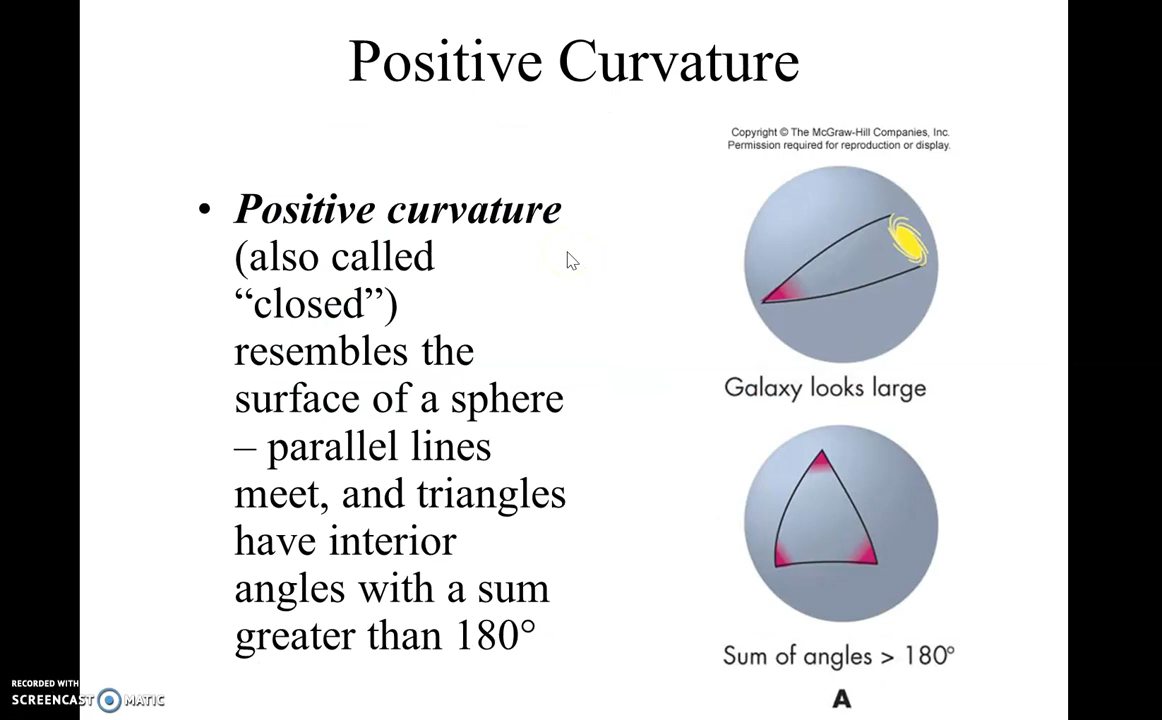 Positive Curvature
• Positive curvature
(also called
“closed”)
resembles the
surface of a sphere
– parallel lines
meet, and triangles
have interior
angles with a sum
greater than 180°
Copyright © The McGraw-Hill Companies, Inc.
Permission required for reproduction or display.
Galaxy looks large
Sum of angles > 180°
A
RECORDED WITH
SCREENCAST MATIC